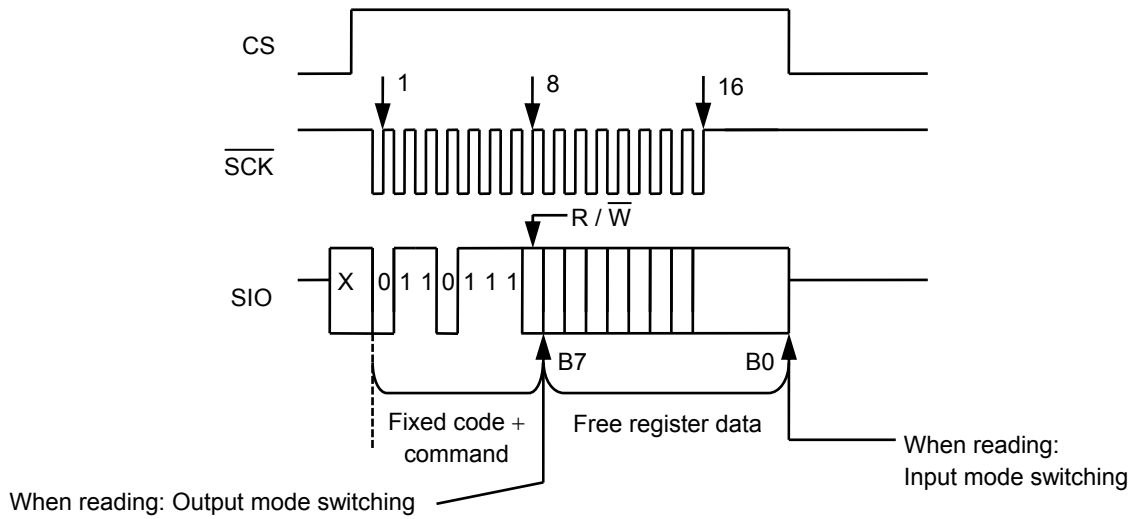 CS
1 8 16
SCK
R / W
X 0 1 1 0 1 1 1
SIO
B7 B0
Fixed code + command
Free register data
When reading:
Input mode switching
When reading: Output mode switching